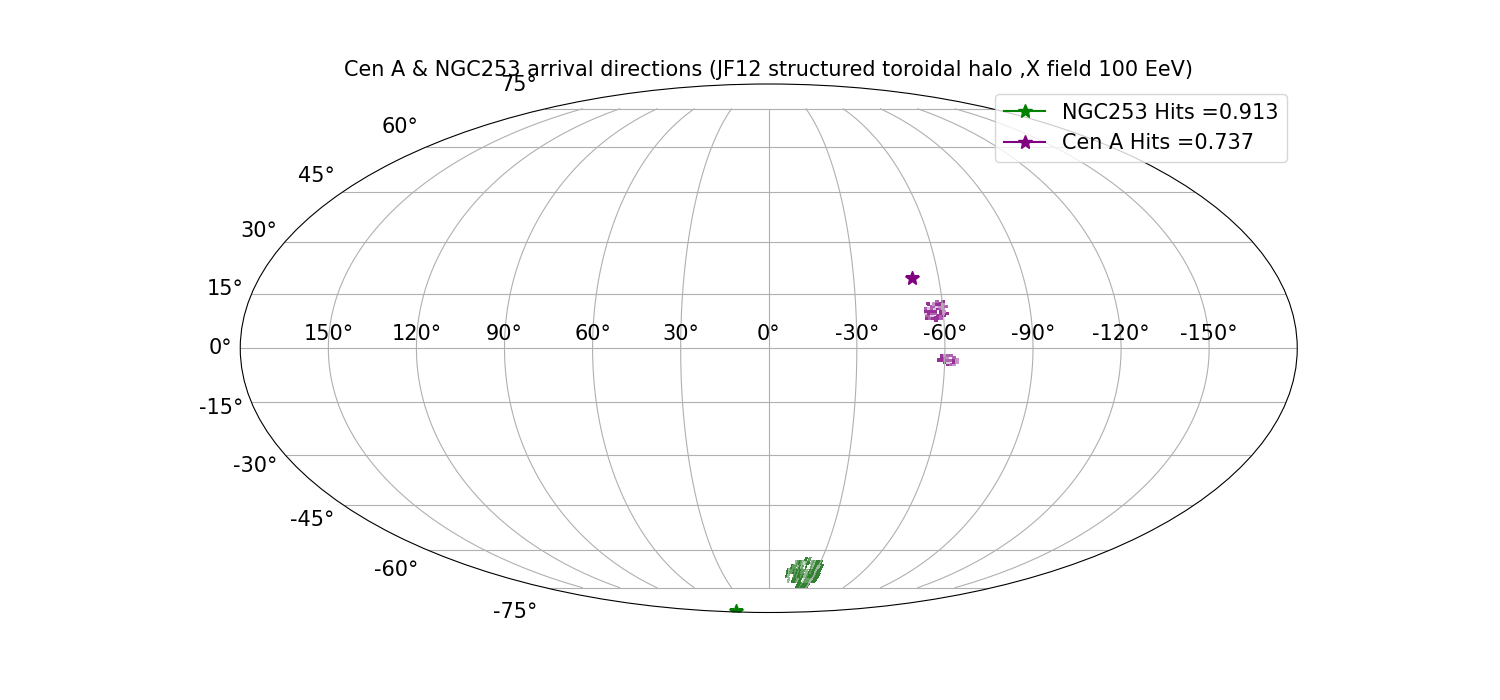 Cen A & NGC253 arrival directions (JF12 structured toroidal halo ,X field 100 EeV)
75°
NGC253 Hits =0.913
60°
Cen A Hits =0.737
45°
30°
15°
150° 120° 90° 60° 30° 0° -30° -60° -90° -120° -150°
0°
-15°
-30°
-45°
-60°
-75°